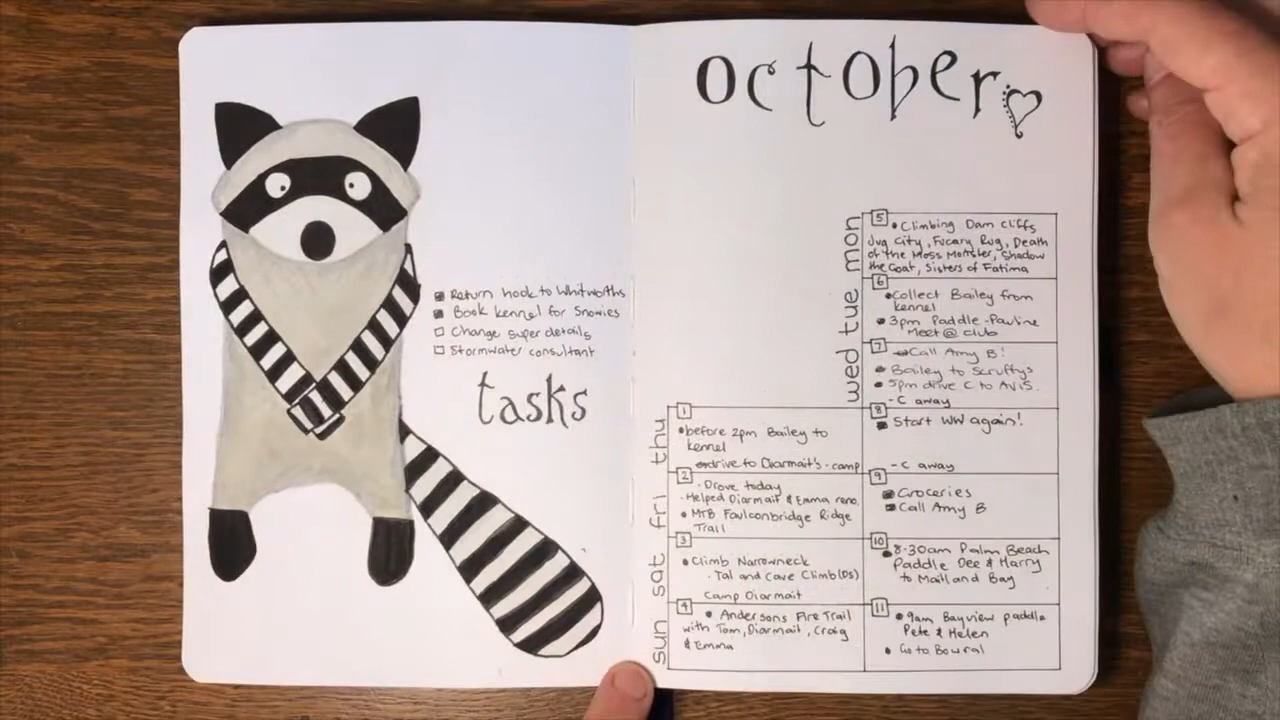 october
Return hook to Whitworths
Book kennel for Snowies
Change super details
Stormwater consultant
tasks
mon
tue
wed
thu
fri
sat
sun
1
before 2pm Bailey to
kennel
drive to Diarmait's - camp
2
- Drove today
- Helped Diarmait & Emma reno.
MTB Faulconbridge Ridge
Trail
3
Climb Narrowneck
- Tal and Cave Climb (DS)
Camp Diarmait
4
Andersons Fire Trail
with Tom, Diarmait, Craig
& Emma
5
Climbing Dam Cliffs
Jug City, Fucary Rug, Death
of the Moss Monster, Shadow
the Goat, Sisters of Fatima
6
Collect Bailey from
kennel
3pm Paddle - Pauline
Meet @ club
7
Call Amy B!
Bailey to Scruffys
5pm drive C to AVIS.
- C away
8
Start WW again!
- C away
9
Groceries
Call Amy B
10
8-30am Palm Beach
Paddle Dee & Harry
to Maitland Bay
11
9am Bayview paddle
Pete & Helen
Go to Bowral